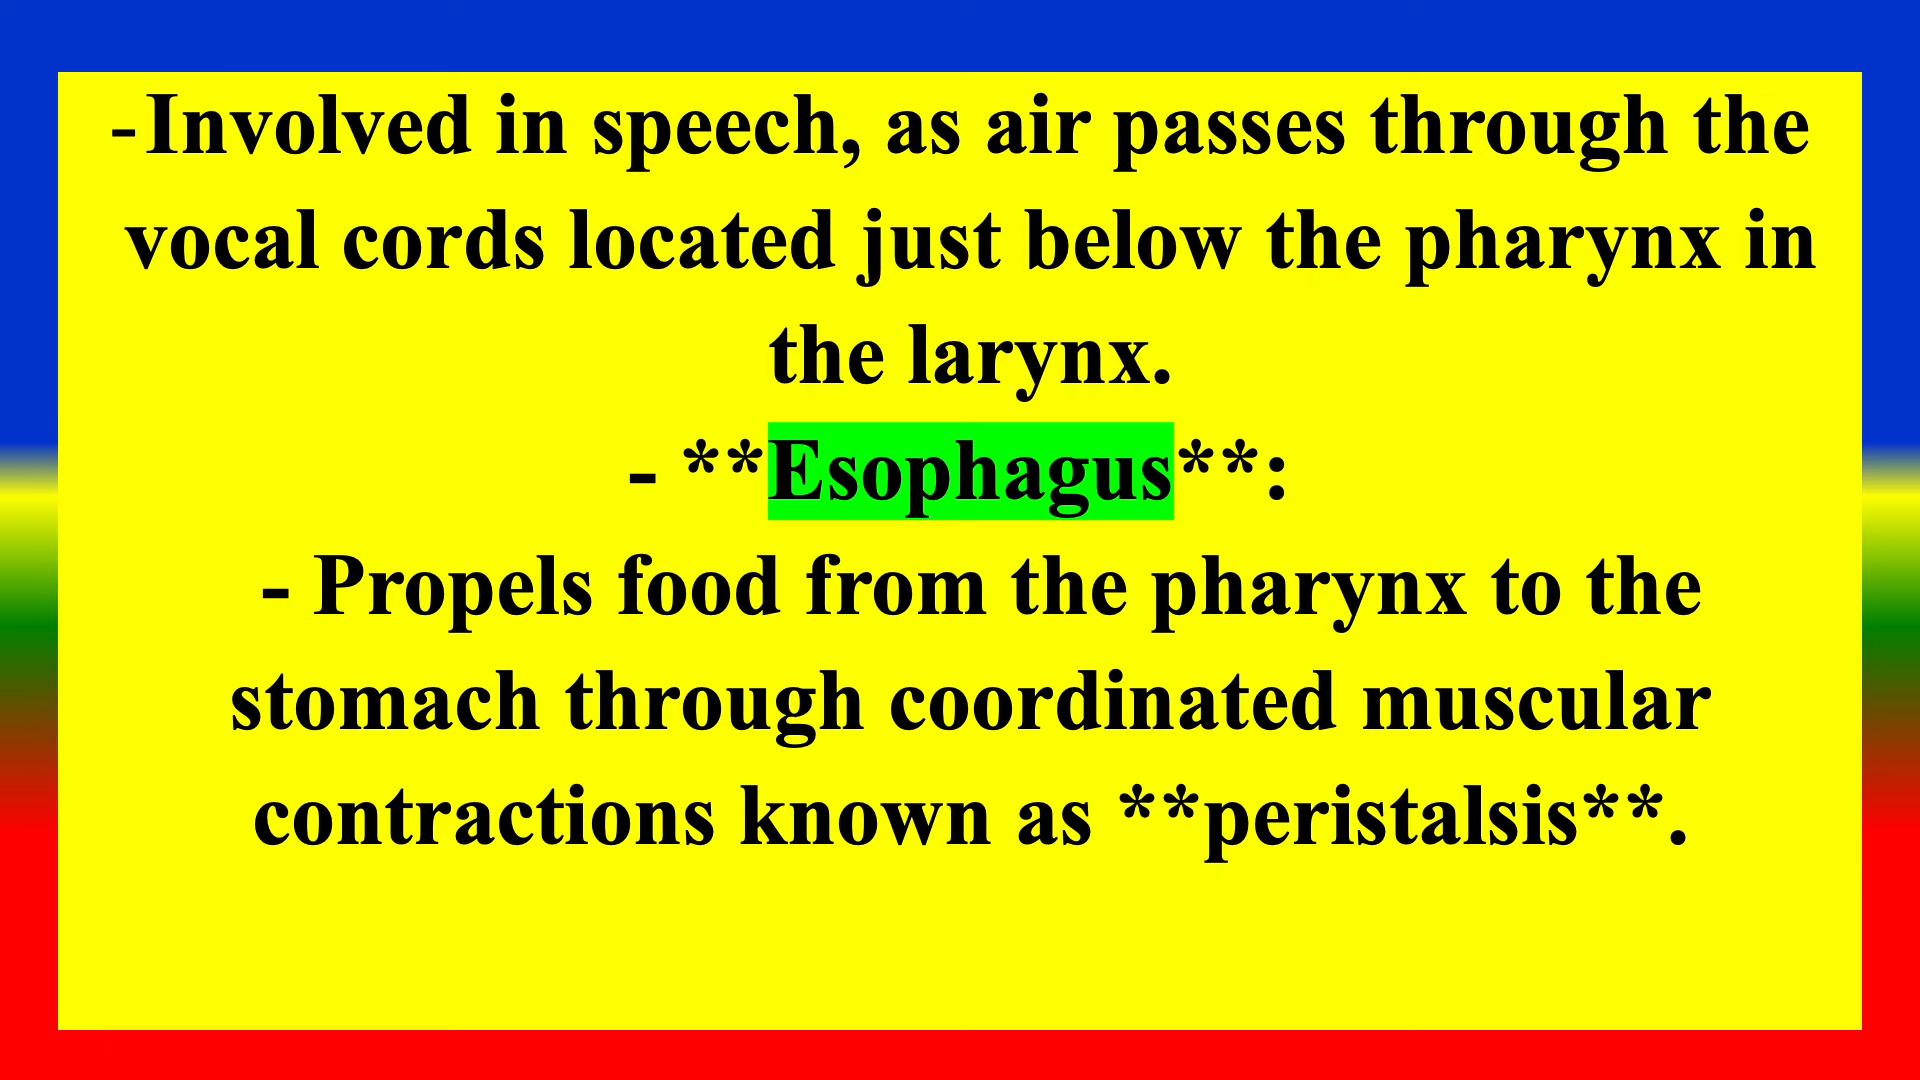 -Involved in speech, as air passes through the
vocal cords located just below the pharynx in
the larynx.
- **Esophagus**:
- Propels food from the pharynx to the
stomach through coordinated muscular
contractions known as **peristalsis**.